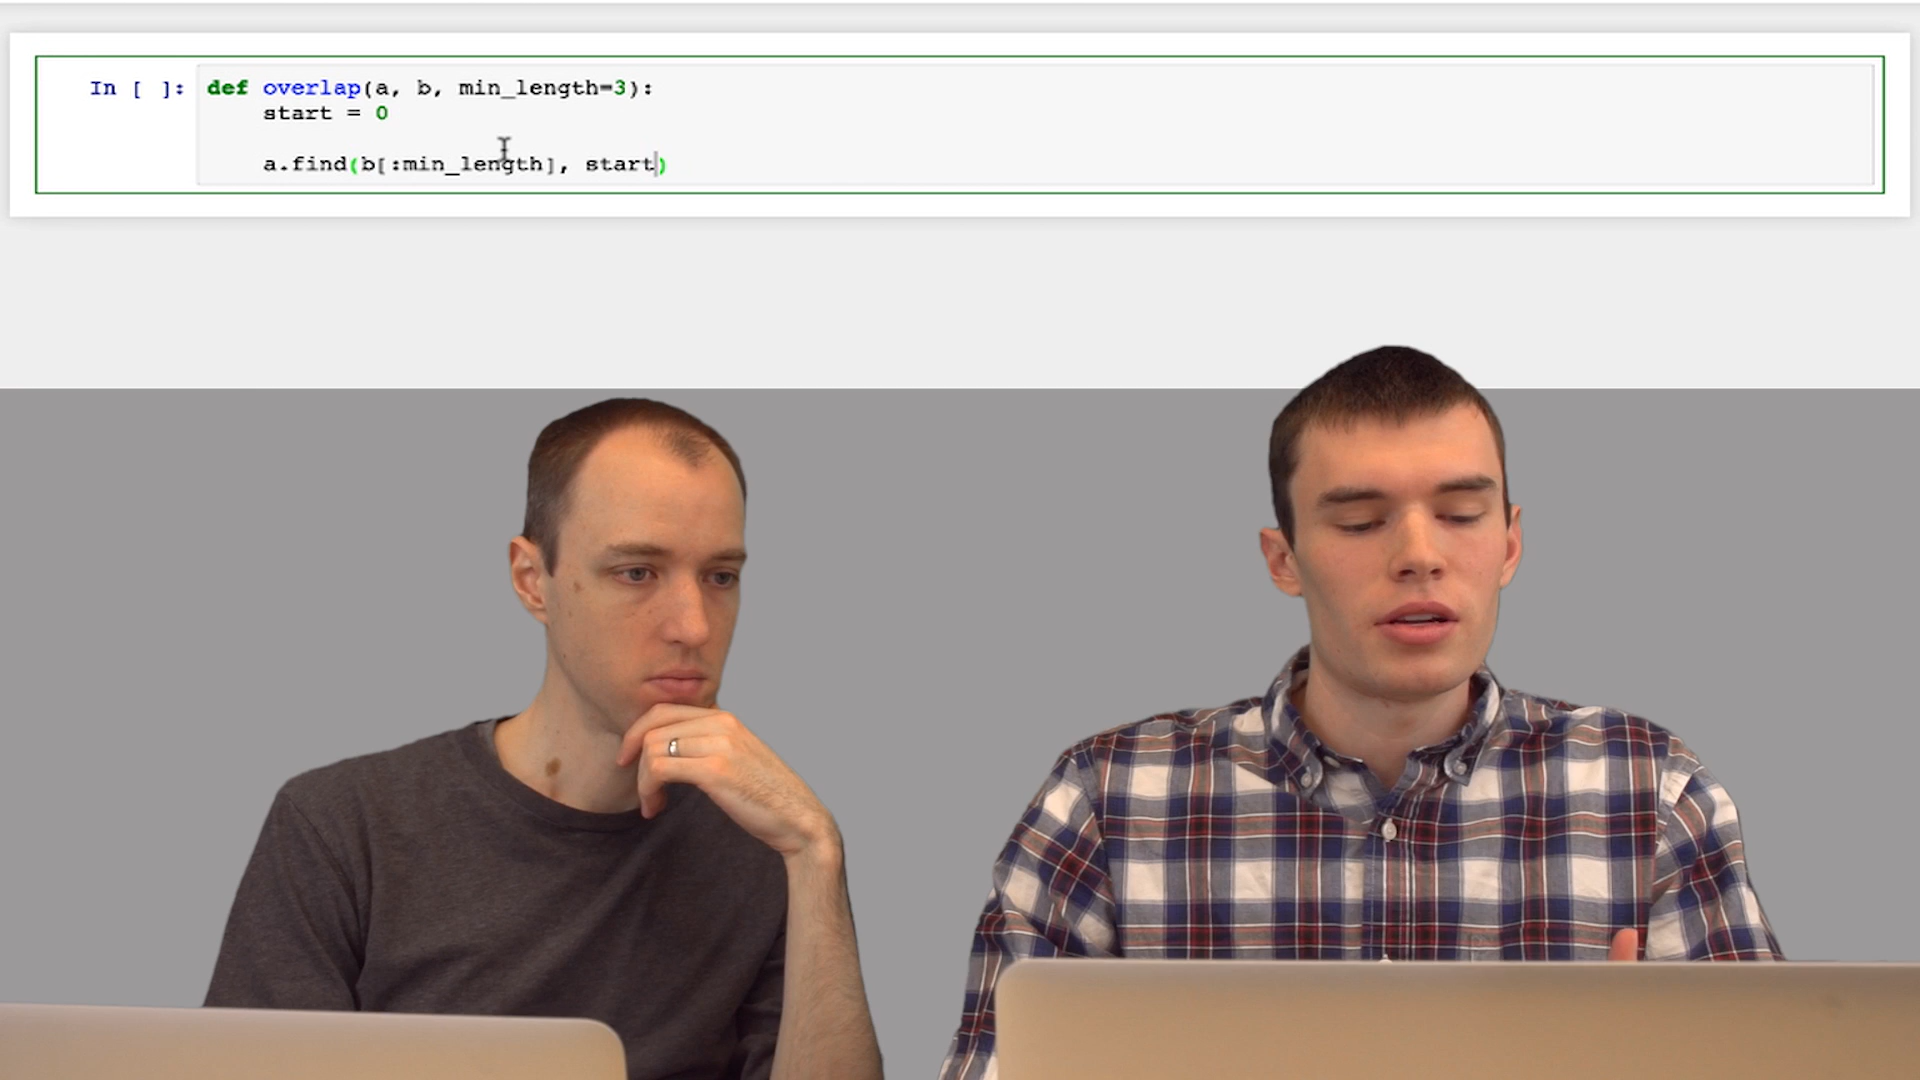 In [ ]: def overlap(a, b, min_length=3):
start = 0
a.find(b[:min_length], start)